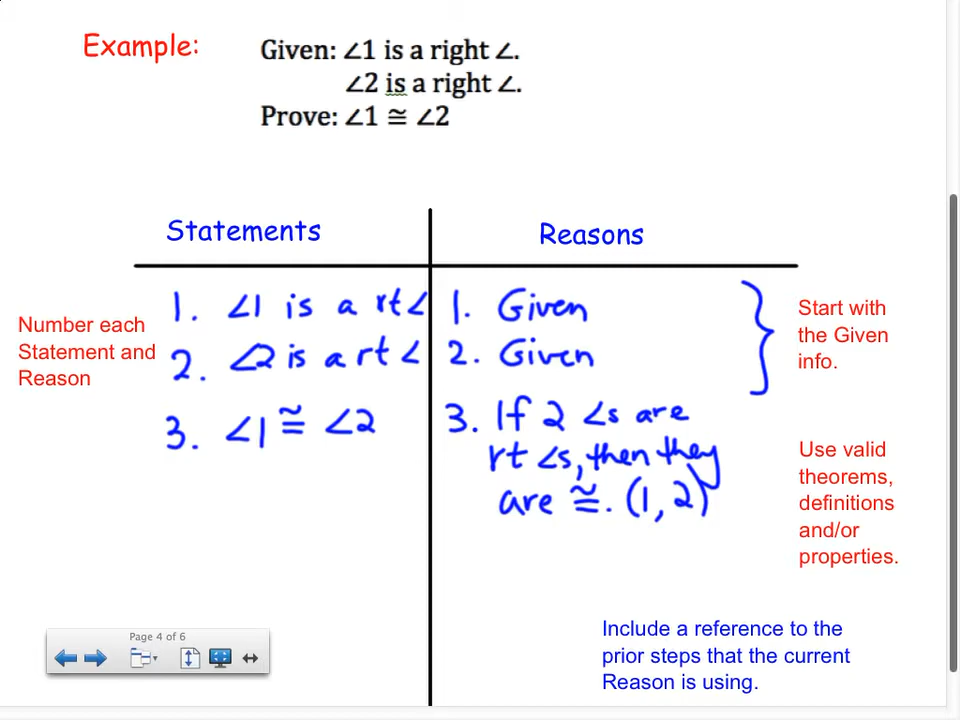 Example:
Given: ∠1 is a right ∠.
∠2 is a right ∠.
Prove: ∠1 ≅ ∠2
Statements
Reasons
Number each
Statement and
Reason
1. ∠1 is a rt ∠
1. Given
2. ∠2 is a rt ∠
2. Given
3. ∠1 ≅ ∠2
3. If 2 ∠s are
rt ∠s, then they
are ≅. (1, 2)
Start with
the Given
info.
Use valid
theorems,
definitions
and/or
properties.
Include a reference to the
prior steps that the current
Reason is using.
Page 4 of 6